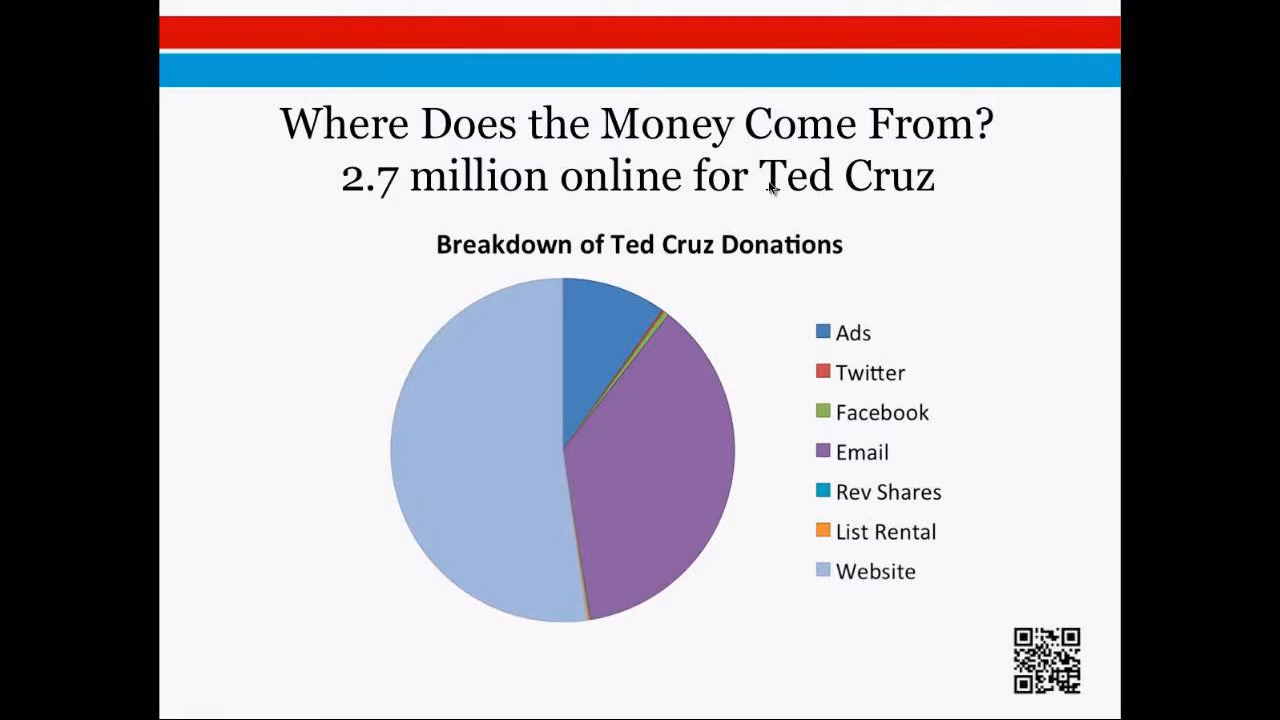 Where Does the Money Come From?
2.7 million online for Ted Cruz
Breakdown of Ted Cruz Donations
Ads
Twitter
Facebook
Email
Rev Shares
List Rental
Website